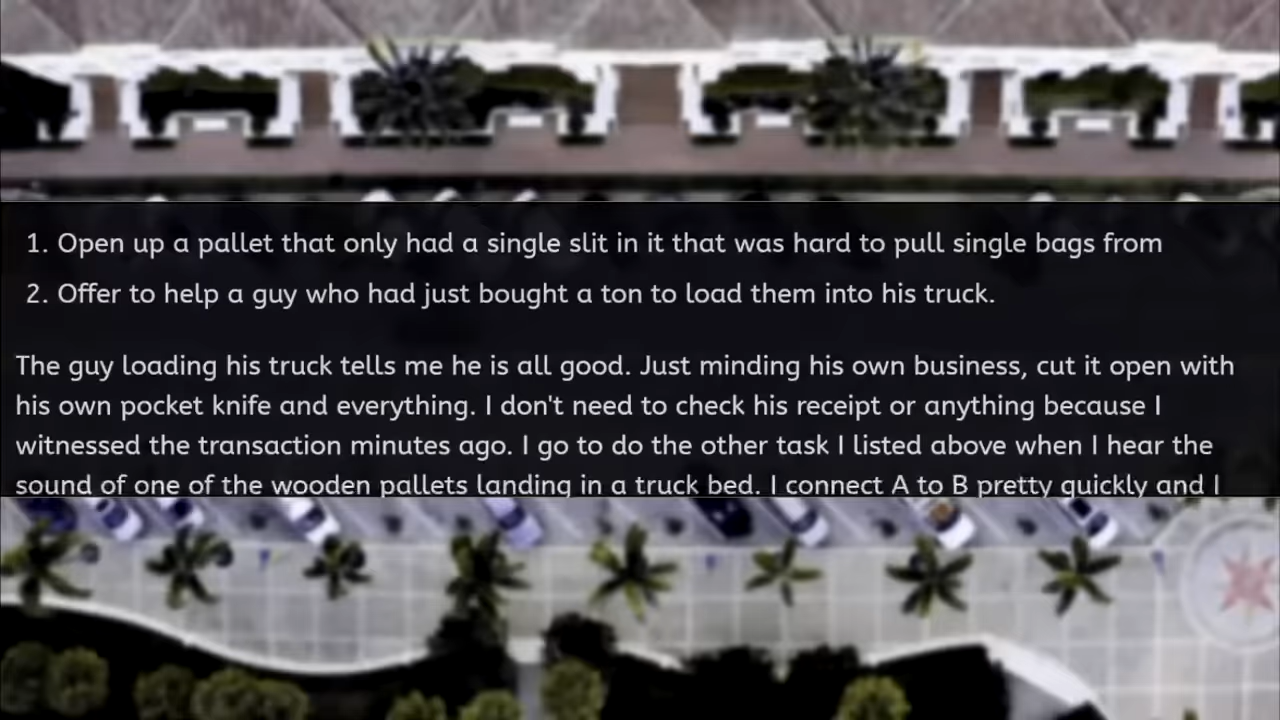 1. Open up a pallet that only had a single slit in it that was hard to pull single bags from
2. Offer to help a guy who had just bought a ton to load them into his truck.
The guy loading his truck tells me he is all good. Just minding his own business, cut it open with
his own pocket knife and everything. I don't need to check his receipt or anything because I
witnessed the transaction minutes ago. I go to do the other task I listed above when I hear the
sound of one of the wooden pallets landing in a truck bed. I connect A to B pretty quickly and I